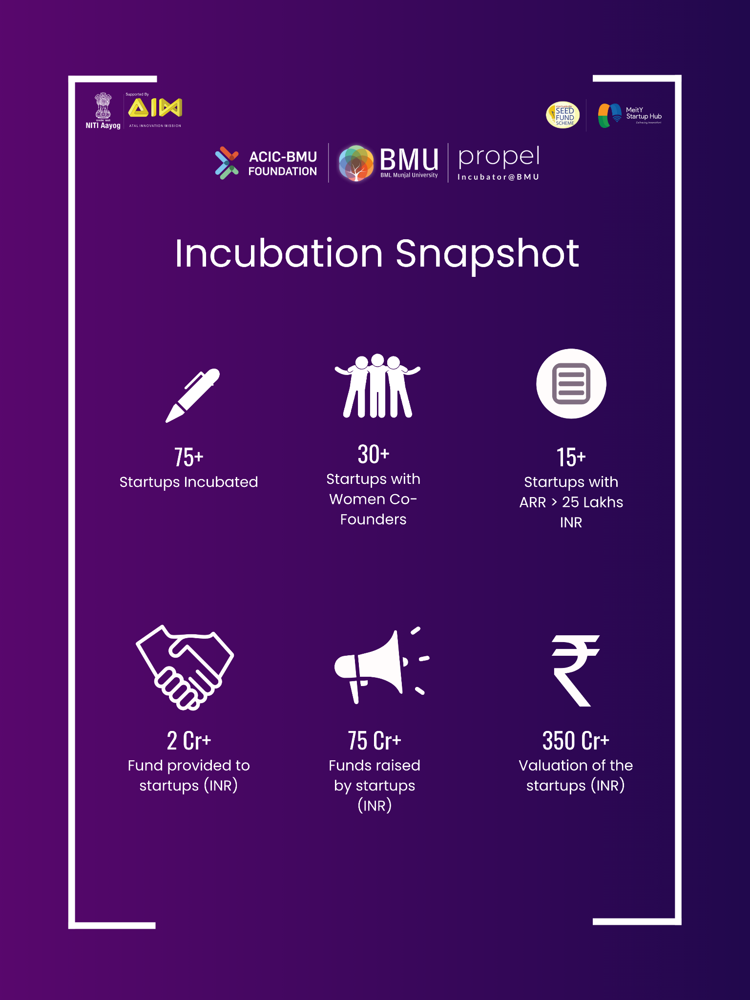 Supported By
NITI Aayog
ATAL INNOVATION MISSION
AIM
startupindia
SEED
FUND
SCHEME
MeitY
Startup Hub
Delivering Innovation!
ACIC-BMU
FOUNDATION
BMU
BML Munjal University
propel
Incubator@BMU
Incubation Snapshot
75+
Startups Incubated
30+
Startups with
Women Co-
Founders
15+
Startups with
ARR > 25 Lakhs
INR
2 Cr+
Fund provided to
startups (INR)
75 Cr+
Funds raised
by startups
(INR)
350 Cr+
Valuation of the
startups (INR)